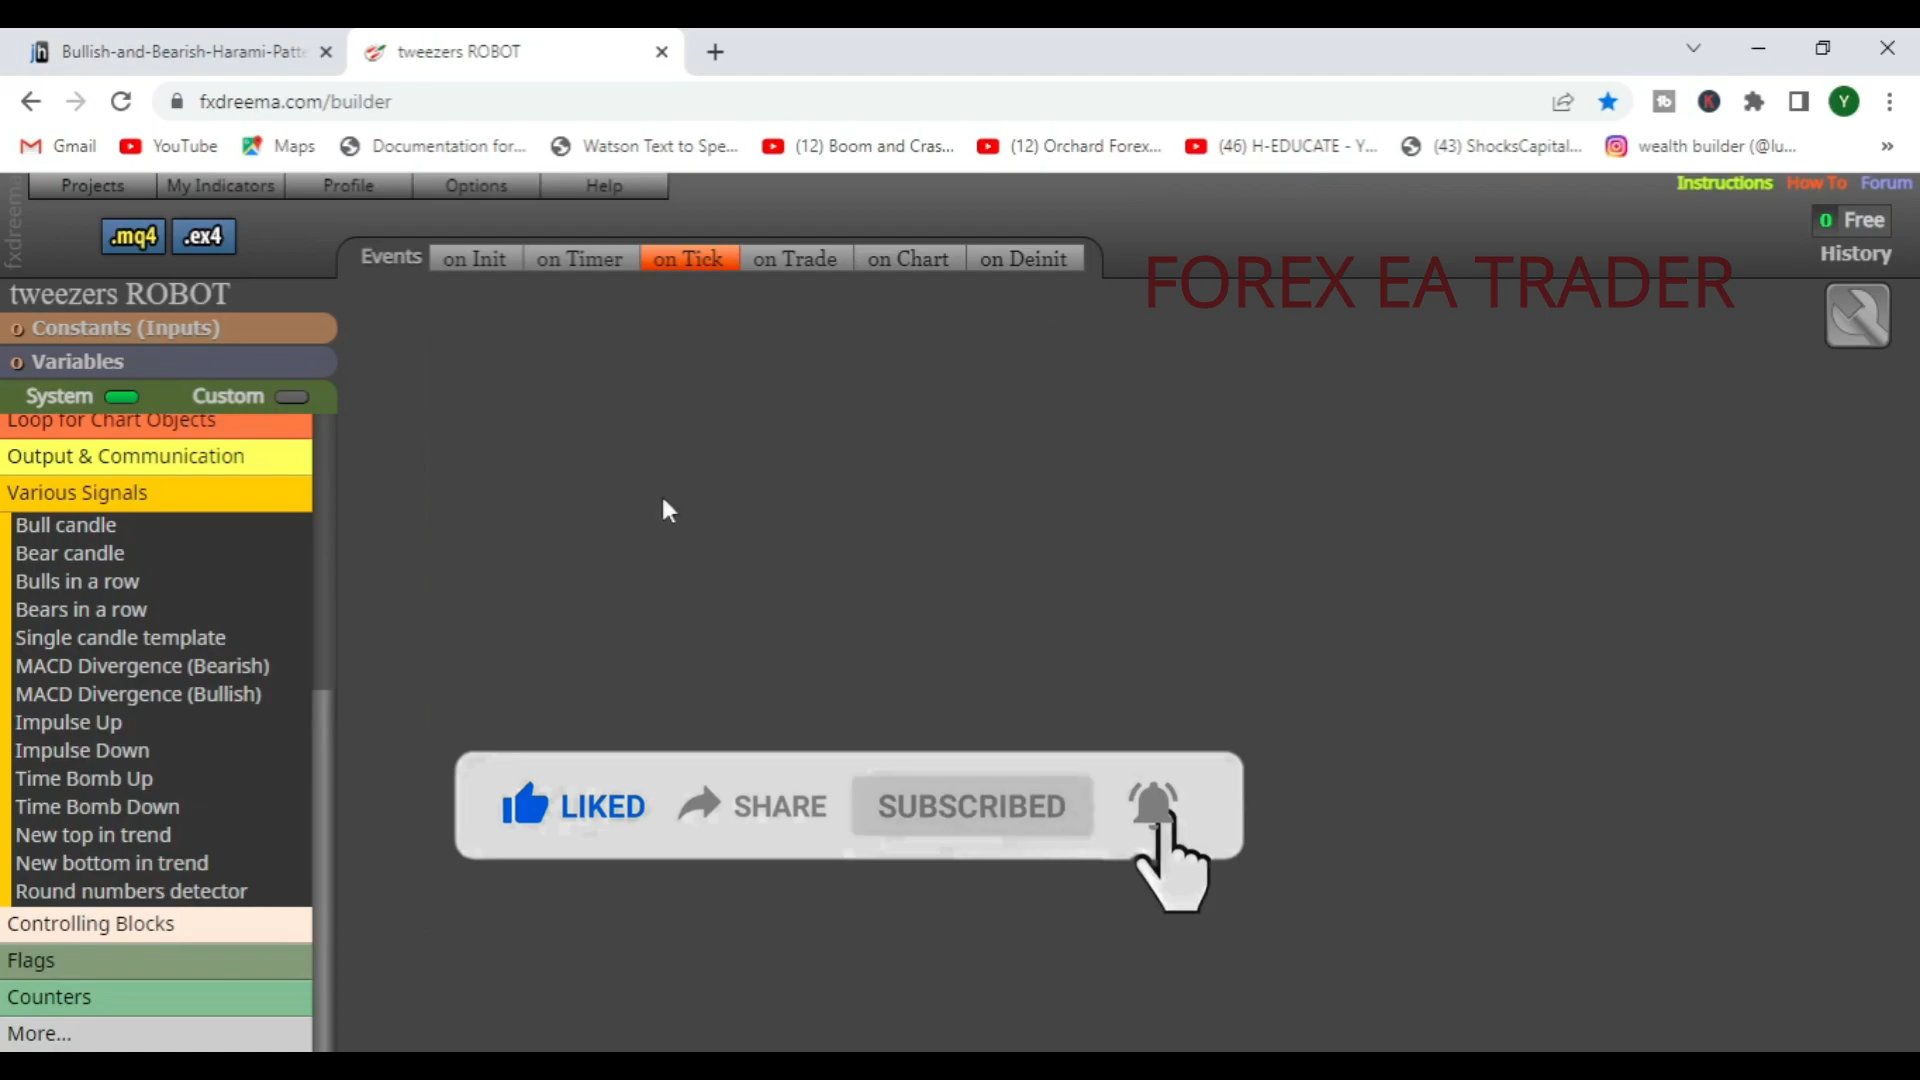 Bullish-and-Bearish-Harami-Patte
tweezers ROBOT
fxdreema.com/builder
Y
Gmail
YouTube
Maps
Documentation for...
Watson Text to Spe...
(12) Boom and Cras...
(12) Orchard Forex...
(46) H-EDUCATE - Y...
(43) ShocksCapital...
wealth builder (@lu...
fxdreema
Projects
My Indicators
Profile
Options
Help
Instructions
How To
Forum
.mq4
.ex4
0 Free
History
Events
on Init
on Timer
on Tick
on Trade
on Chart
on Deinit
FOREX EA TRADER
tweezers ROBOT
Constants (Inputs)
Variables
System
Custom
Loop for Chart Objects
Output & Communication
Various Signals
Bull candle
Bear candle
Bulls in a row
Bears in a row
Single candle template
MACD Divergence (Bearish)
MACD Divergence (Bullish)
Impulse Up
Impulse Down
Time Bomb Up
Time Bomb Down
New top in trend
New bottom in trend
Round numbers detector
Controlling Blocks
Flags
Counters
More...
LIKED
SHARE
SUBSCRIBED